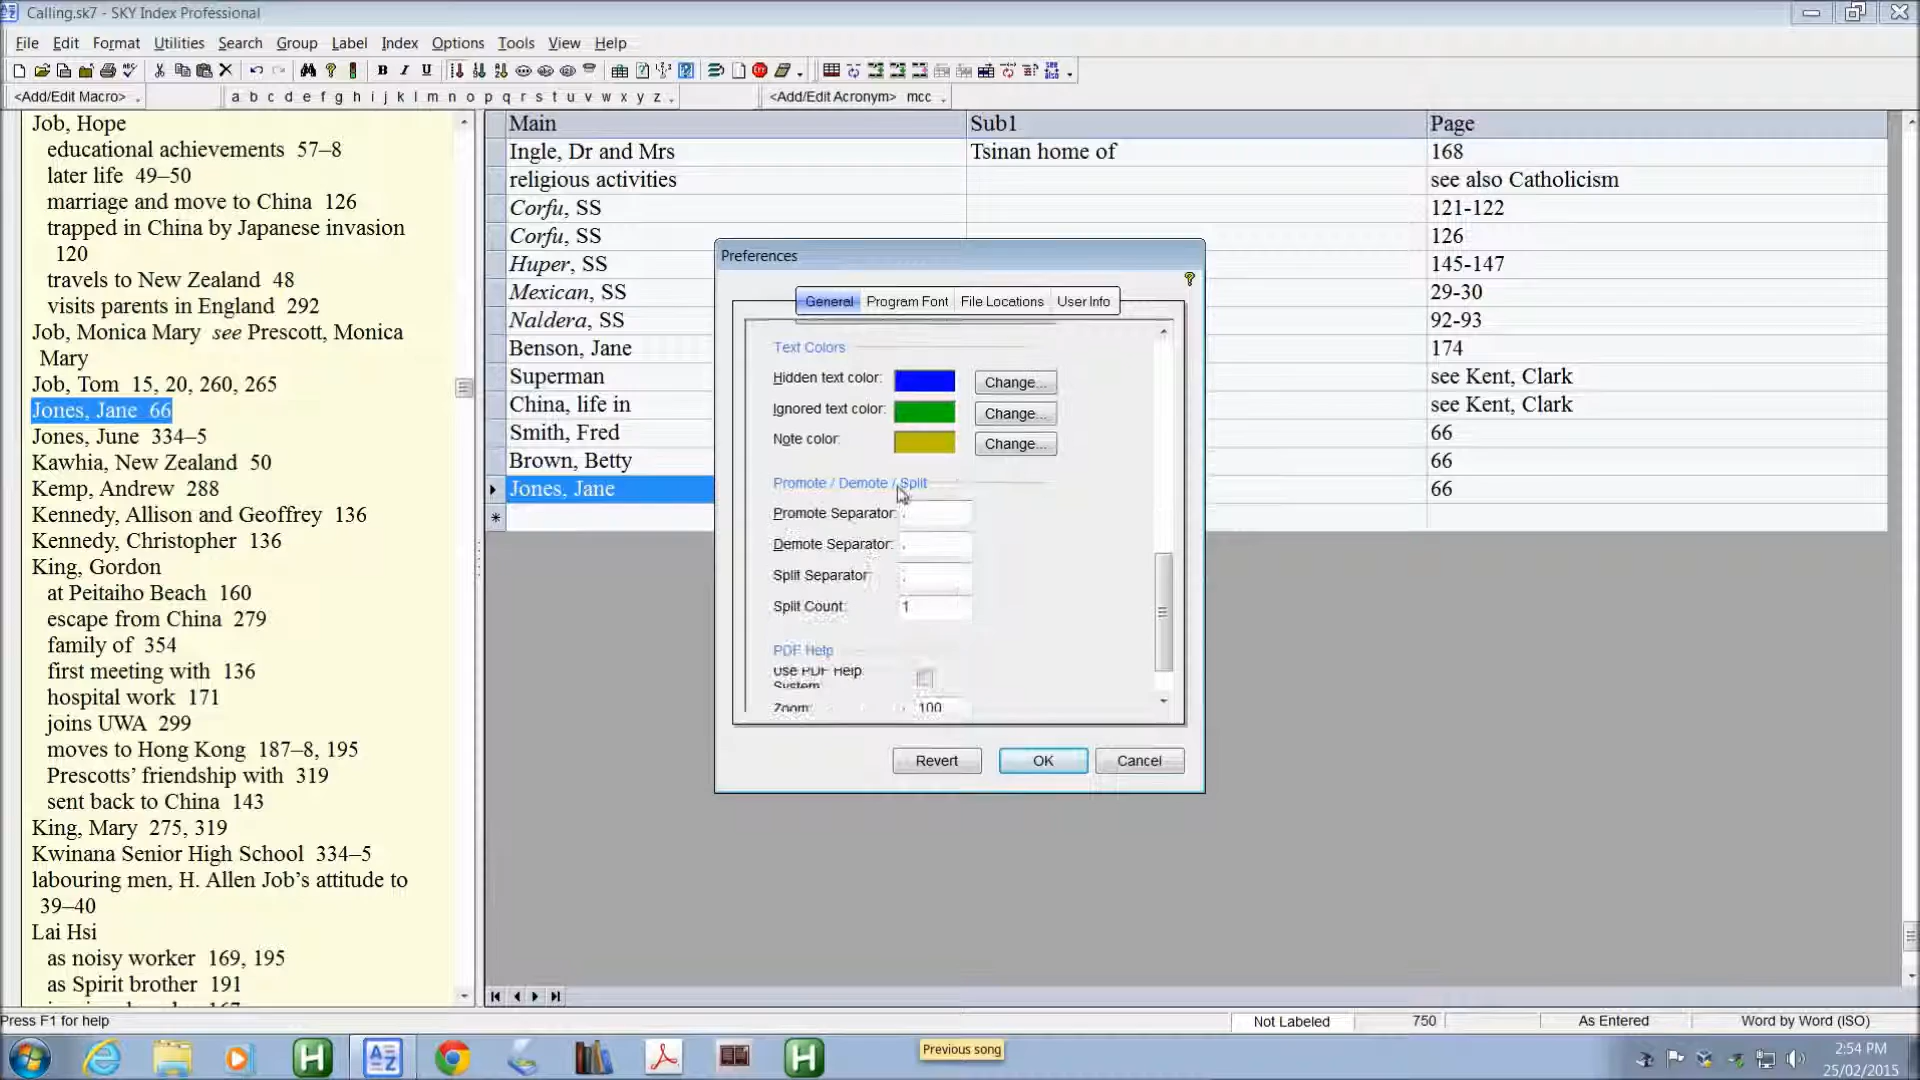 Calling.sk7 - SKY Index Professional
File Edit Format Utilities Search Group Label Index Options Tools View Help
<Add/Edit Macro> a b c d e f g h i j k l m n o p q r s t u v w x y z <Add/Edit Acronym> mcc
Job, Hope
educational achievements 57–8
later life 49–50
marriage and move to China 126
trapped in China by Japanese invasion
120
travels to New Zealand 48
visits parents in England 292
Job, Monica Mary see Prescott, Monica
Mary
Job, Tom 15, 20, 260, 265
Jones, Jane 66
Jones, June 334–5
Kawhia, New Zealand 50
Kemp, Andrew 288
Kennedy, Allison and Geoffrey 136
Kennedy, Christopher 136
King, Gordon
at Peitaiho Beach 160
escape from China 279
family of 354
first meeting with 136
hospital work 171
joins UWA 299
moves to Hong Kong 187–8, 195
Prescotts’ friendship with 319
sent back to China 143
King, Mary 275, 319
Kwinana Senior High School 334–5
labouring men, H. Allen Job’s attitude to
39–40
Lai Hsi
as noisy worker 169, 195
as Spirit brother 191
Main Sub1 Page
Ingle, Dr and Mrs Tsinan home of 168
religious activities see also Catholicism
Corfu, SS 121-122
Corfu, SS 126
Huper, SS 145-147
Mexican, SS 29-30
Naldera, SS 92-93
Benson, Jane 174
Superman see Kent, Clark
China, life in see Kent, Clark
Smith, Fred 66
Brown, Betty 66
Jones, Jane 66
Preferences
General Program Font File Locations User Info
Text Colors
Hidden text color: Change...
Ignored text color: Change...
Note color: Change...
Promote / Demote / Split
Promote Separator:
Demote Separator:
Split Separator
Split Count: 1
PDF Help
Use PDF Help
System
Zoom: 100
Revert OK Cancel
Press F1 for help Not Labeled 750 As Entered Word by Word (ISO)
Previous song
2:54 PM
25/02/2015